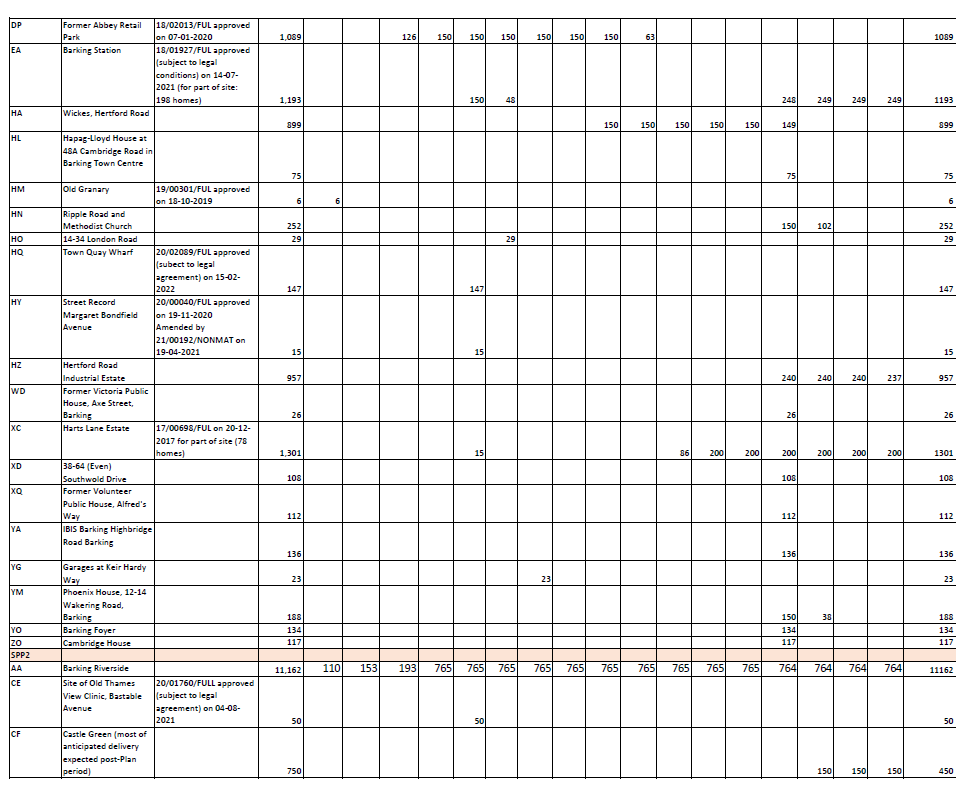 DP Former Abbey Retail 18/02013/FUL approved
Park on 07-01-2020 1,089 126 150 150 150 150 150 150 63 1089
EA Barking Station 18/01927/FUL approved
(subject to legal
conditions) on 14-07-
2021 (for part of site:
198 homes) 1,193 150 48 248 249 249 249 1193
HA Wickes, Hertford Road
899 150 150 150 150 150 149 899
HL Hapag-Lloyd House at
48A Cambridge Road in
Barking Town Centre
75 75 75
HM Old Granary 19/00301/FUL approved
on 18-10-2019 6 6 6
HN Ripple Road and
Methodist Church 252 150 102 252
HO 14-34 London Road 29 29 29
HQ Town Quay Wharf 20/02089/FUL approved
(subect to legal
agreement) on 15-02-
2022 147 147 147
HY Street Record 20/00040/FUL approved
Margaret Bondfield on 19-11-2020
Avenue Amended by
21/00192/NONMAT on
19-04-2021 15 15 15
HZ Hertford Road
Industrial Estate 957 240 240 240 237 957
WD Former Victoria Public
House, Axe Street,
Barking 26 26 26
XC Harts Lane Estate 17/00698/FUL on 20-12-
2017 for part of site (78
homes) 1,301 15 86 200 200 200 200 200 200 1301
XD 38-64 (Even)
Southwold Drive 108 108 108
XQ Former Volunteer
Public House, Alfred's
Way 112 112 112
YA IBIS Barking Highbridge
Road Barking
136 136 136
YG Garages at Keir Hardy
Way 23 23 23
YM Phoenix House, 12-14
Wakering Road,
Barking 188 150 38 188
YO Barking Foyer 134 134 134
ZO Cambridge House 117 117 117
SPP2
AA Barking Riverside 11,162 110 153 193 765 765 765 765 765 765 765 765 765 765 764 764 764 764 11162
CE Site of Old Thames 20/01760/FULL approved
View Clinic, Bastable (subject to legal
Avenue agreement) on 04-08-
2021 50 50 50
CF Castle Green (most of
anticipated delivery
expected post-Plan
period) 750 150 150 150 450